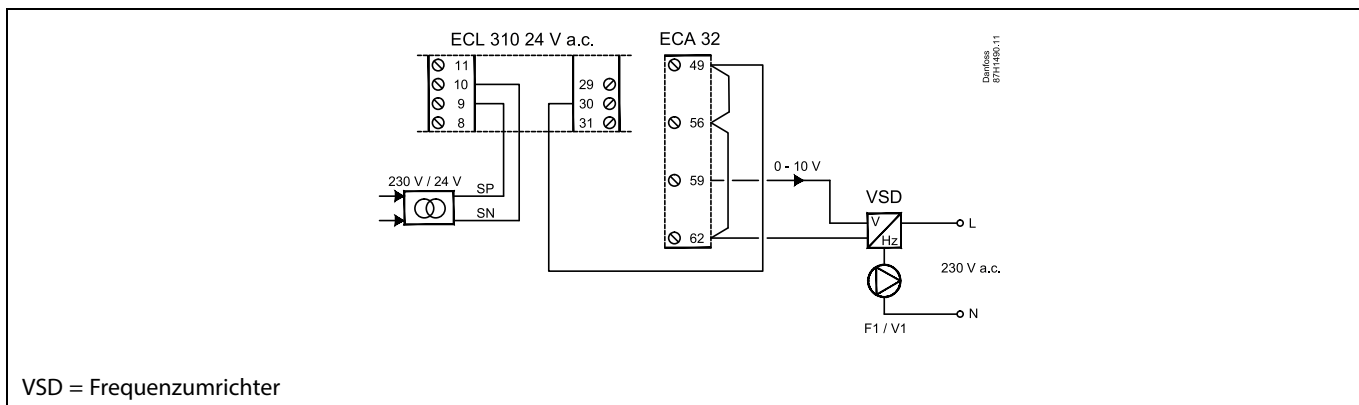 ECL 310 24 V a.c.
ECA 32
Danfoss
87H1490.11
11
10
9
8
29
30
31
49
56
59
62
0 - 10 V
230 V / 24 V
SP
SN
VSD
V
Hz
L
230 V a.c.
N
F1 / V1
VSD = Frequenzumrichter